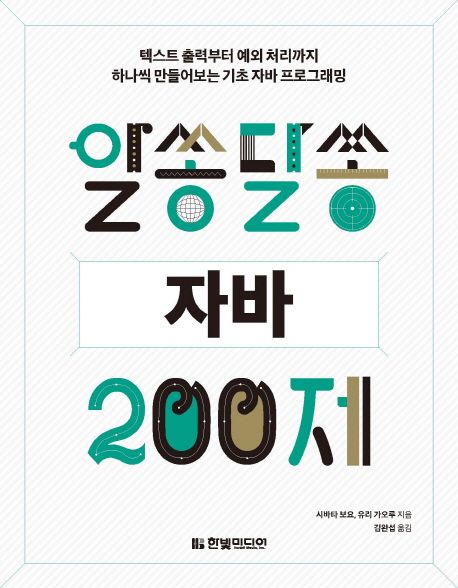 텍스트 출력부터 예외 처리까지
하나씩 만들어보는 기초 자바 프로그래밍
알쏭달쏭
자바
200제
시바타 보요, 유리 가오루 지음
김완섭 옮김
한빛미디어
Hanbit Media, Inc.